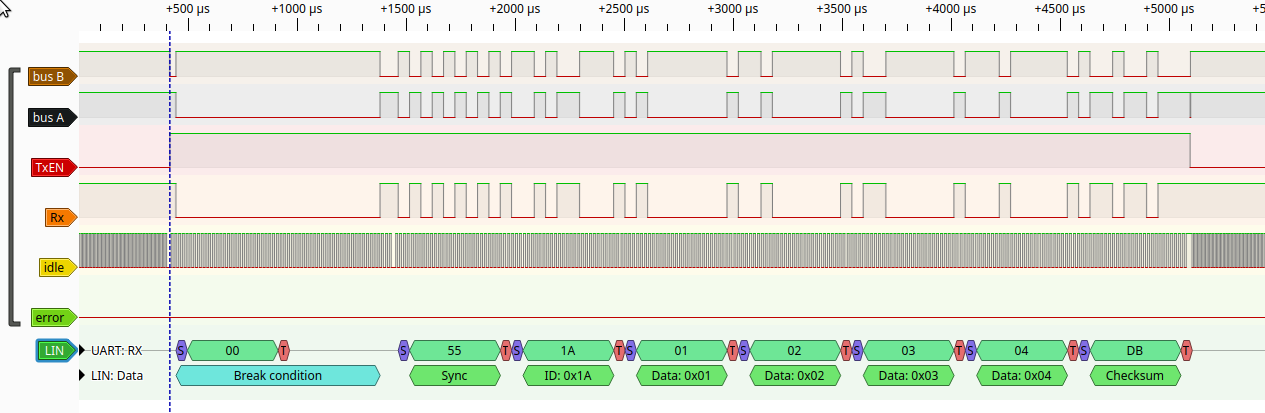 +500 µs +1000 µs +1500 µs +2000 µs +2500 µs +3000 µs +3500 µs +4000 µs +4500 µs +5000 µs +5
bus B
bus A
TxEN
Rx
idle
error
LIN UART: RX S 00 T S 55 T S 1A T S 01 T S 02 T S 03 T S 04 T S DB T
LIN: Data Break condition Sync ID: 0x1A Data: 0x01 Data: 0x02 Data: 0x03 Data: 0x04 Checksum